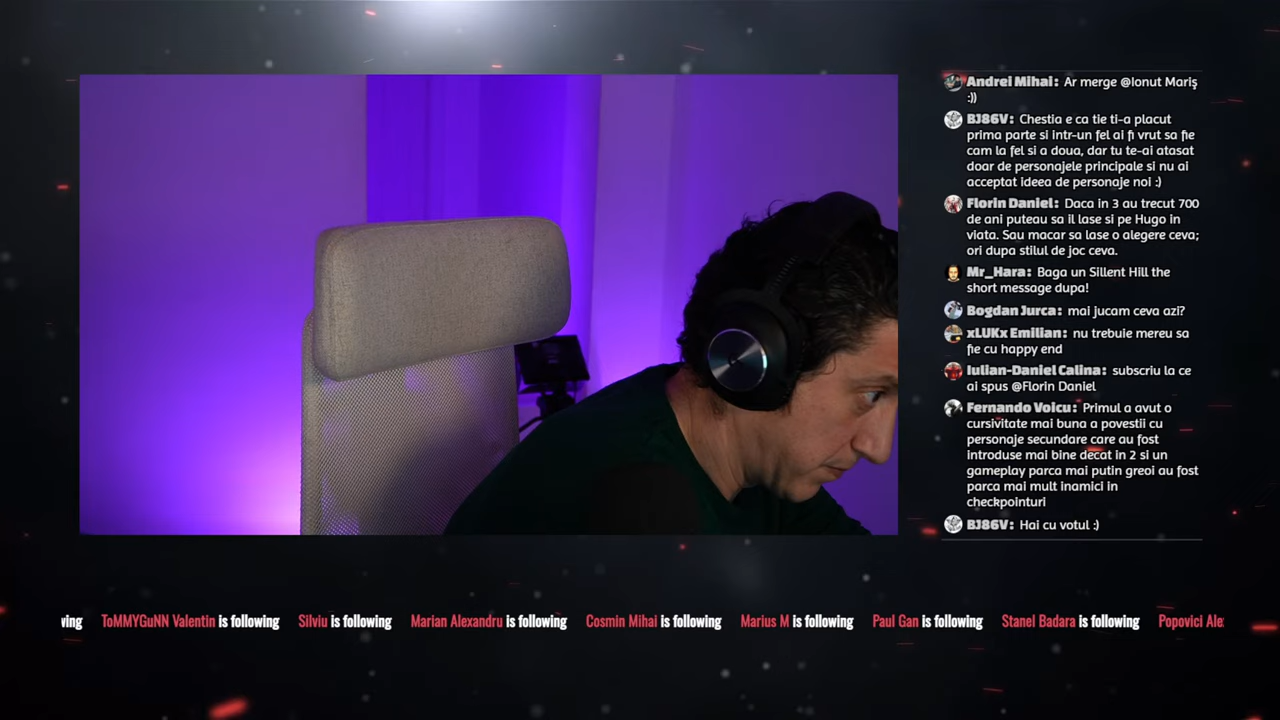 Andrei Mihai: Ar merge @Ionut Mariş
:))
BJ86V: Chestia e ca tie ti-a placut
prima parte si intr-un fel ai fi vrut sa fie
cam la fel si a doua, dar tu te-ai atasat
doar de personajele principale si nu ai
acceptat ideea de personaje noi :)
Florin Daniel: Daca in 3 au trecut 700
de ani puteau sa il lase si pe Hugo in
viata. Sau macar sa lase o alegere ceva;
ori dupa stilul de joc ceva.
Mr_Hara: Baga un Sillent Hill the
short message dupa!
Bogdan Jurca: mai jucam ceva azi?
xLUKx Emilian: nu trebuie mereu sa
fie cu happy end
Iulian-Daniel Calina: subscriu la ce
ai spus @Florin Daniel
Fernando Voicu: Primul a avut o
cursivitate mai buna a povestii cu
personaje secundare care au fost
introduse mai bine decat in 2 si un
gameplay parca mai putin greoi au fost
parca mai mult inamici in
checkpointuri
BJ86V: Hai cu votul :)
ving ToMMYGuNN Valentin is following Silviu is following Marian Alexandru is following Cosmin Mihai is following Marius M is following Paul Gan is following Stanel Badara is following Popovici Ale